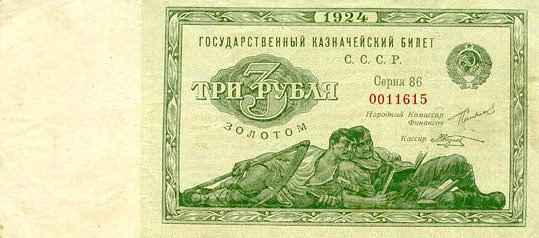 1924
ГОСУДАРСТВЕННЫЙ КАЗНАЧЕЙСКИЙ БИЛЕТ
С. С. С. Р.
Серия 86
3
ТРИ РУБЛЯ
0011615
ЗОЛОТОМ
Народный Комиссар
Финансов
Кассир